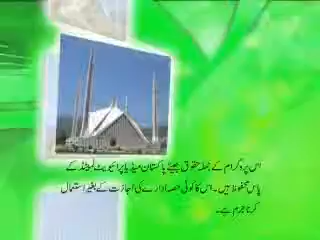 اس پروگرام کے جملہ حقوق بحق پاکستان میڈیا پرائیویٹ لمیٹڈ کے
پاس محفوظ ہیں۔ اس کا کوئی حصہ ادارے کی اجازت کے بغیر استعمال
کرنا جرم ہے۔